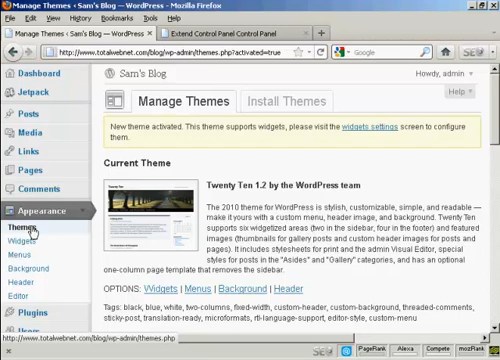 Manage Themes ‹ Sam's Blog — WordPress — Mozilla Firefox
File Edit View History Bookmarks Tools Help
Manage Themes ‹ Sam's Blog — WordPress
Extend Control Panel Control Panel
http://www.totalwebnet.com/blog/wp-admin/themes.php?activated=true
Google
Dashboard
Jetpack
Posts
Media
Links
Pages
Comments
Appearance
Themes
Widgets
Menus
Background
Header
Editor
Plugins
Users
Sam's Blog
Howdy, admin
Help
Manage Themes
Install Themes
New theme activated. This theme supports widgets, please visit the widgets settings screen to configure
them.
Current Theme
Twenty Ten 1.2 by the WordPress team
The 2010 theme for WordPress is stylish, customizable, simple, and readable —
make it yours with a custom menu, header image, and background. Twenty Ten
supports six widgetized areas (two in the sidebar, four in the footer) and featured
images (thumbnails for gallery posts and custom header images for posts and
pages). It includes stylesheets for print and the admin Visual Editor, special
styles for posts in the "Asides" and "Gallery" categories, and has an optional
one-column page template that removes the sidebar.
OPTIONS: Widgets | Menus | Background | Header
Tags: black, blue, white, two-columns, fixed-width, custom-header, custom-background, threaded-comments,
sticky-post, translation-ready, microformats, rtl-language-support, editor-style, custom-menu
http://www.totalwebnet.com/blog/wp-admin/themes.php
PageRank
Alexa
Compete
mozRank